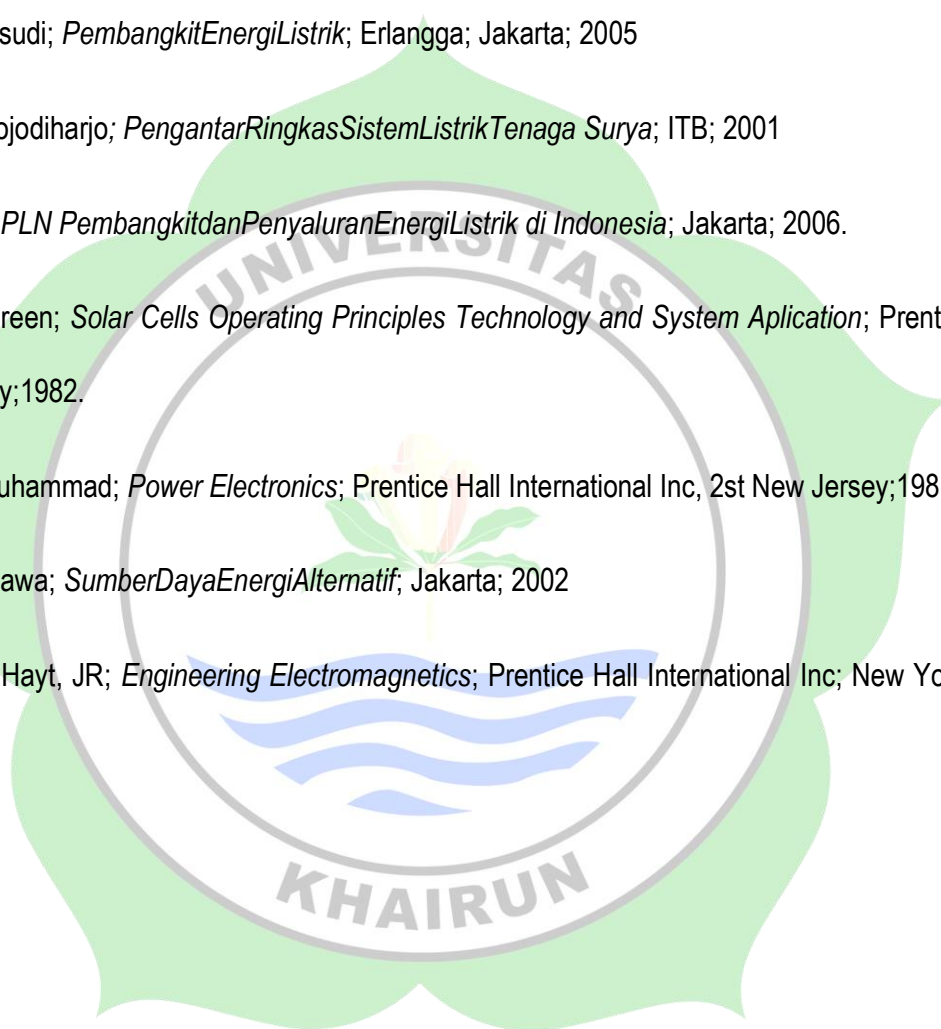 sudi; PembangkitEnergiListrik; Erlangga; Jakarta; 2005
ojodiharjo; PengantarRingkasSistemListrikTenaga Surya; ITB; 2001
PLN PembangkitdanPenyaluranEnergiListrik di Indonesia; Jakarta; 2006.
UNIVERSITAS
reen; Solar Cells Operating Principles Technology and System Aplication; Prent
y;1982.
uhammad; Power Electronics; Prentice Hall International Inc, 2st New Jersey;198
awa; SumberDayaEnergiAlternatif; Jakarta; 2002
Hayt, JR; Engineering Electromagnetics; Prentice Hall International Inc; New Yo
KHAIRUN